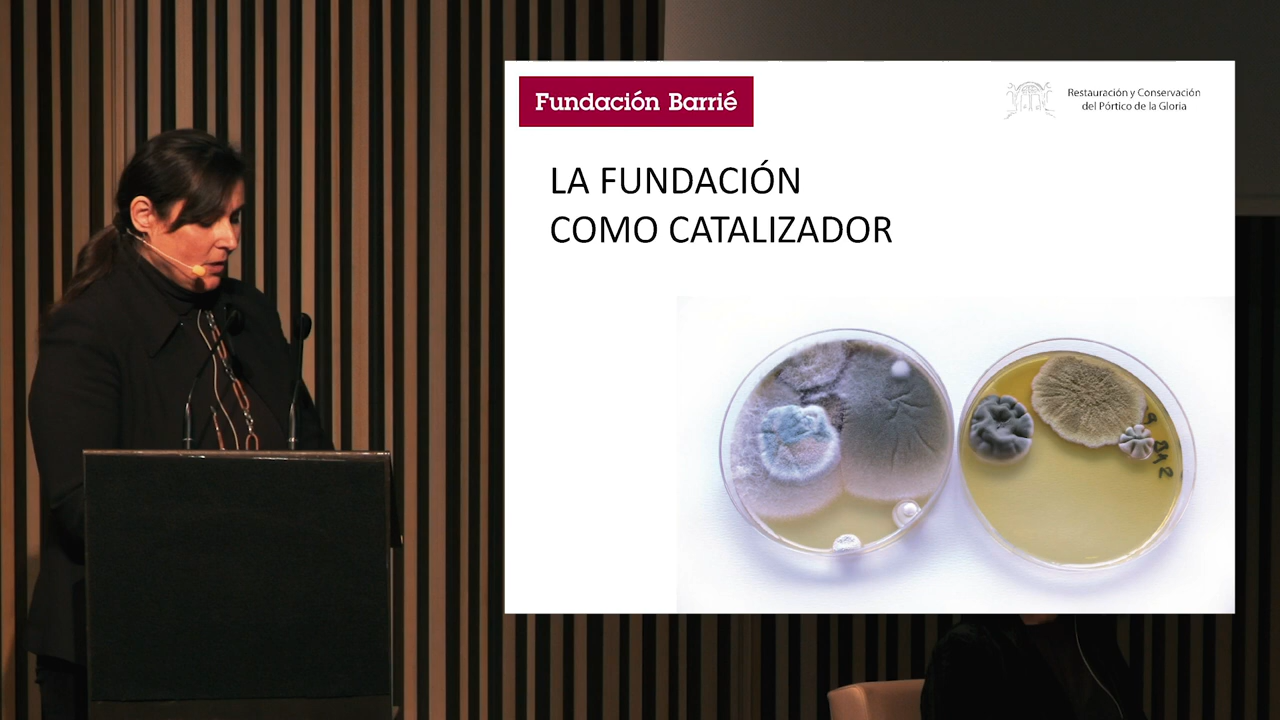 Fundación Barrié
Restauración y Conservación
del Pórtico de la Gloria
LA FUNDACIÓN
COMO CATALIZADOR